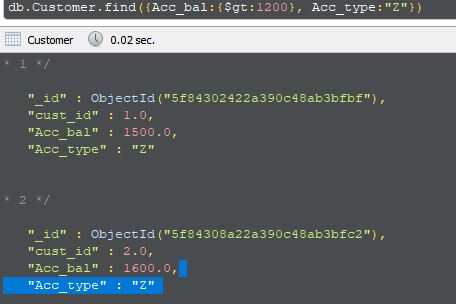 db.Customer.find({Acc_bal:{$gt:1200}, Acc_type:"Z"})
Customer 0.02 sec.
* 1 */
"_id" : ObjectId("5f84302422a390c48ab3bfbf"),
"cust_id" : 1.0,
"Acc_bal" : 1500.0,
"Acc_type" : "Z"
* 2 */
"_id" : ObjectId("5f84308a22a390c48ab3bfc2"),
"cust_id" : 2.0,
"Acc_bal" : 1600.0,
"Acc_type" : "Z"